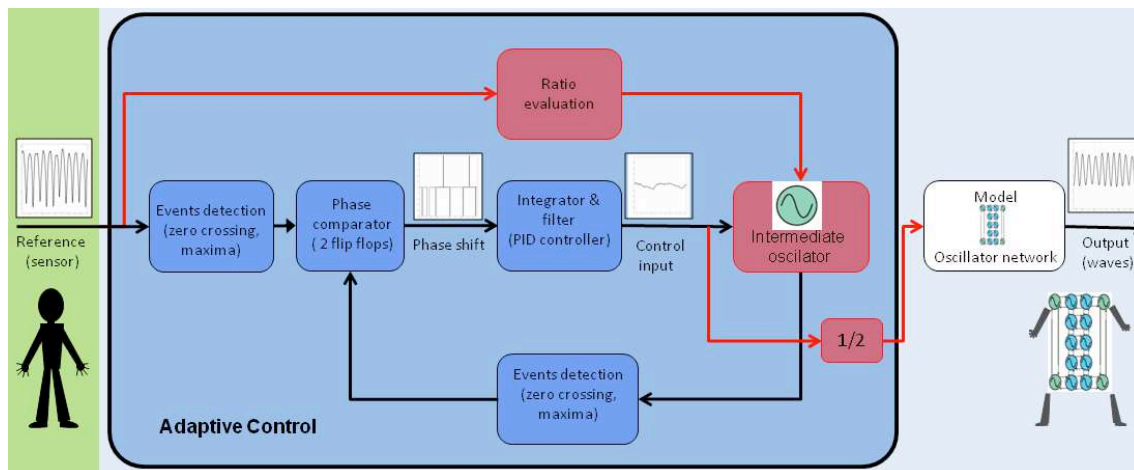 Ratio
evaluation
Reference
(sensor)
Events detection
(zero crossing,
maxima)
Phase
comparator
( 2 flip flops)
Phase shift
Integrator &
filter
(PID controller)
Control
input
Intermediate
oscilator
Model
Oscillator network
Output
(waves)
1/2
Events detection
(zero crossing,
maxima)
Adaptive Control